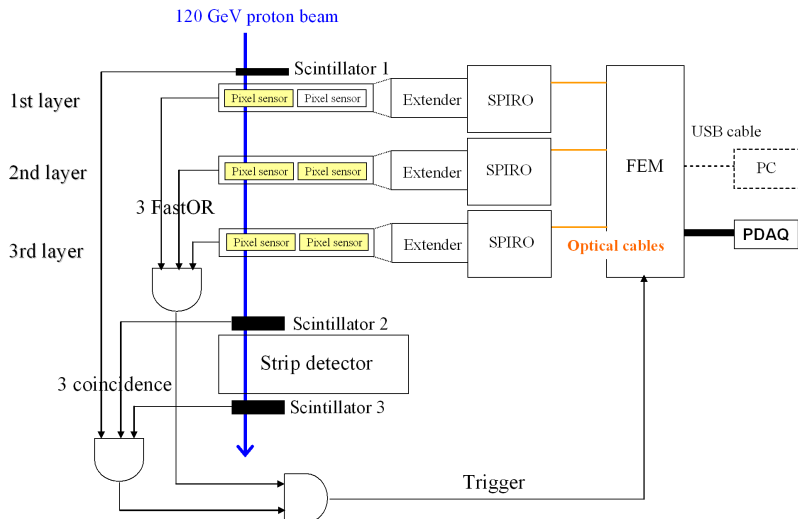 120 GeV proton beam
Scintillator 1
1st layer
Pixel sensor
Pixel sensor
Extender
SPIRO
USB cable
2nd layer
Pixel sensor
Pixel sensor
Extender
SPIRO
FEM
PC
3 FastOR
3rd layer
Pixel sensor
Pixel sensor
Extender
SPIRO
Optical cables
PDAQ
Scintillator 2
Strip detector
3 coincidence
Scintillator 3
Trigger